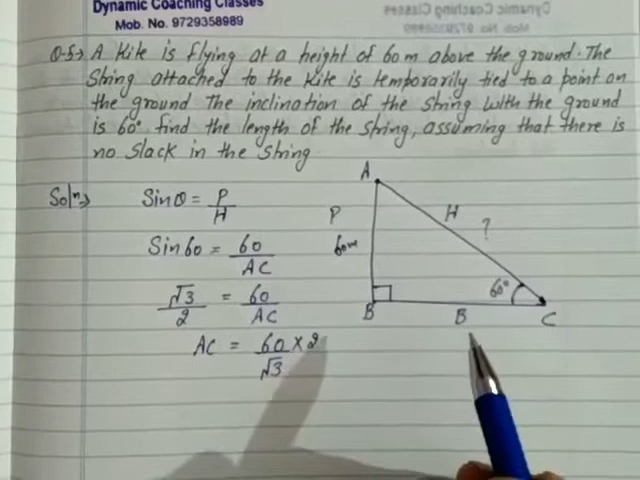 Dynamic Coaching Classes
Mob. No. 9729358989
Q-5⇒ A Kite is flying at a height of 60m above the ground. The
String attached to the Kite is temporarily tied to a point on
the ground The inclination of the string with the ground
is 60° find the length of the string, assuming that there is
no Slack in the string
Solⁿ⇒
Sinθ = P/H
Sin60 = 60/AC
√3/2 = 60/AC
AC = 60×2/√3
A
P
H
?
60m
60°
B
B
C